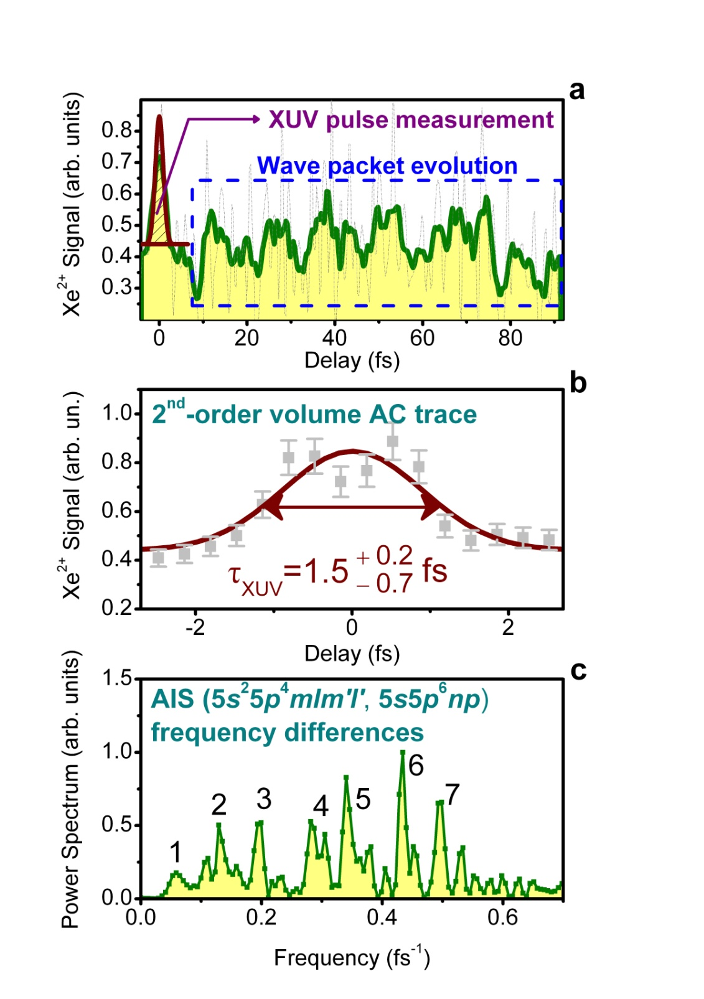 a
Xe2+ Signal (arb. units)
0.8
0.7
0.6
0.5
0.4
0.3
XUV pulse measurement
Wave packet evolution
0 20 40 60 80
Delay (fs)
b
Xe2+ Signal (arb. un.)
1.0
0.8
0.6
0.4
0.2
2nd-order volume AC trace
τXUV=1.5 + 0.2 − 0.7 fs
-2 0 2
Delay (fs)
c
Power Spectrum (arb. units)
1.5
1.0
0.5
0.0
AIS (5s25p4mlm'l', 5s5p6np)
frequency differences
1 2 3 4 5 6 7
0.0 0.2 0.4 0.6
Frequency (fs-1)